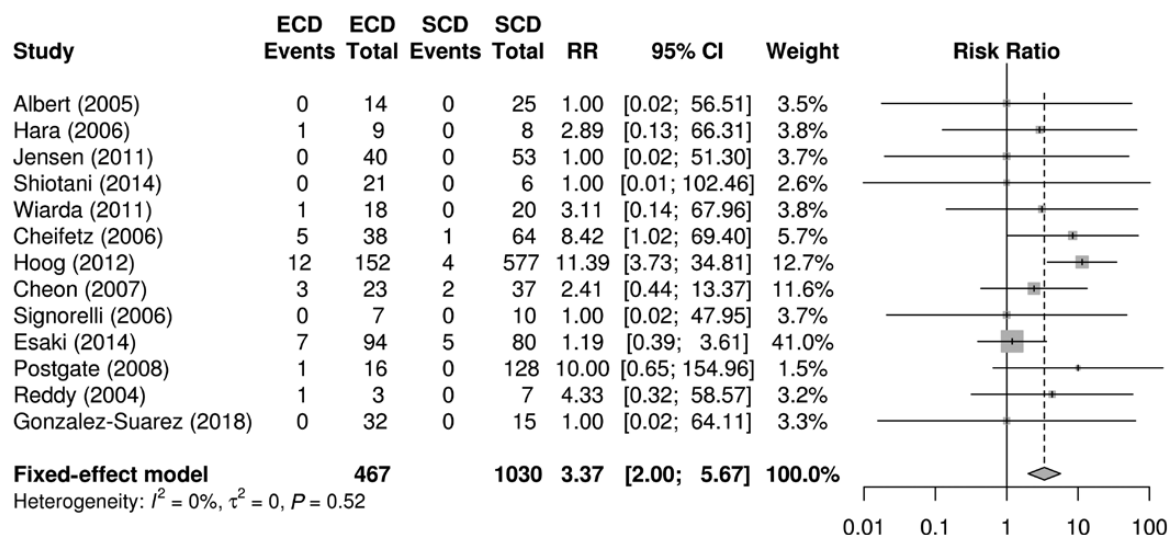 ECD ECD SCD SCD
Study Events Total Events Total RR 95% CI Weight Risk Ratio
Albert (2005) 0 14 0 25 1.00 [0.02; 56.51] 3.5%
Hara (2006) 1 9 0 8 2.89 [0.13; 66.31] 3.8%
Jensen (2011) 0 40 0 53 1.00 [0.02; 51.30] 3.7%
Shiotani (2014) 0 21 0 6 1.00 [0.01; 102.46] 2.6%
Wiarda (2011) 1 18 0 20 3.11 [0.14; 67.96] 3.8%
Cheifetz (2006) 5 38 1 64 8.42 [1.02; 69.40] 5.7%
Hoog (2012) 12 152 4 577 11.39 [3.73; 34.81] 12.7%
Cheon (2007) 3 23 2 37 2.41 [0.44; 13.37] 11.6%
Signorelli (2006) 0 7 0 10 1.00 [0.02; 47.95] 3.7%
Esaki (2014) 7 94 5 80 1.19 [0.39; 3.61] 41.0%
Postgate (2008) 1 16 0 128 10.00 [0.65; 154.96] 1.5%
Reddy (2004) 1 3 0 7 4.33 [0.32; 58.57] 3.2%
Gonzalez-Suarez (2018) 0 32 0 15 1.00 [0.02; 64.11] 3.3%
Fixed-effect model 467 1030 3.37 [2.00; 5.67] 100.0%
Heterogeneity: I² = 0%, τ² = 0, P = 0.52
0.01 0.1 1 10 100